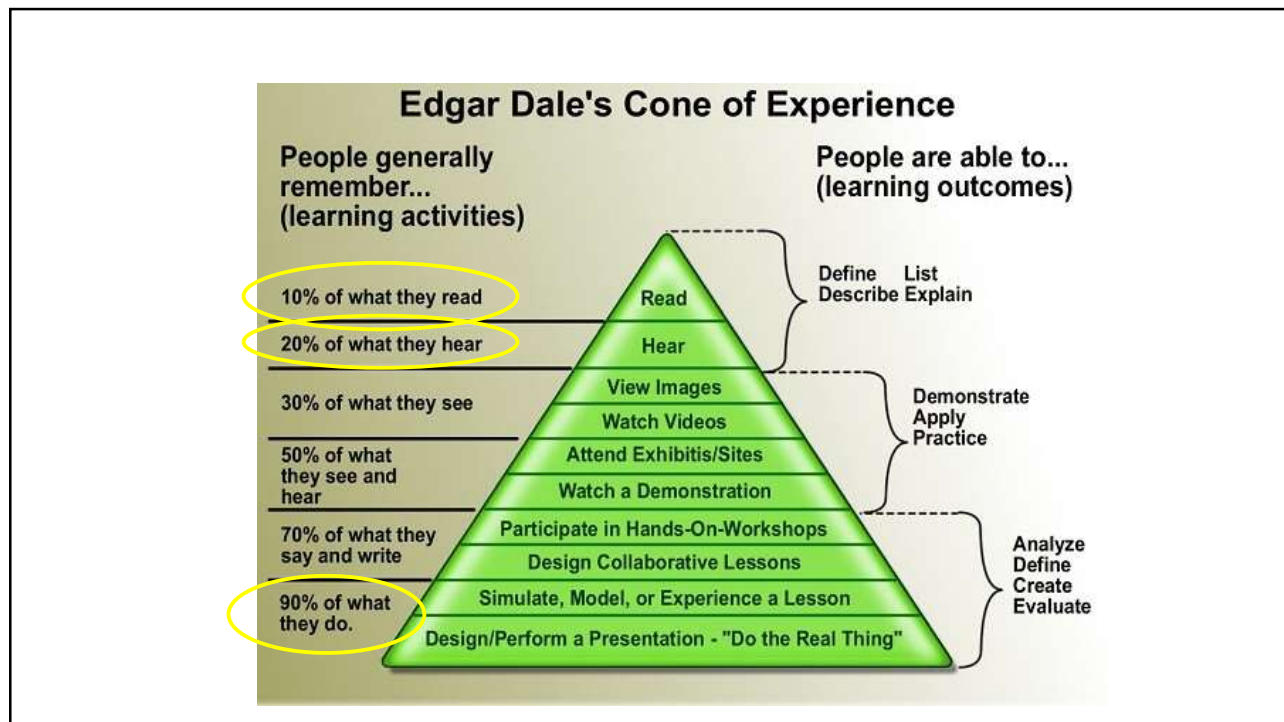 Edgar Dale's Cone of Experience
People generally
remember...
(learning activities)
People are able to...
(learning outcomes)
10% of what they read
20% of what they hear
30% of what they see
50% of what
they see and
hear
70% of what they
say and write
90% of what
they do.
Read
Hear
View Images
Watch Videos
Attend Exhibitis/Sites
Watch a Demonstration
Participate in Hands-On-Workshops
Design Collaborative Lessons
Simulate, Model, or Experience a Lesson
Design/Perform a Presentation - "Do the Real Thing"
Define List
Describe Explain
Demonstrate
Apply
Practice
Analyze
Define
Create
Evaluate